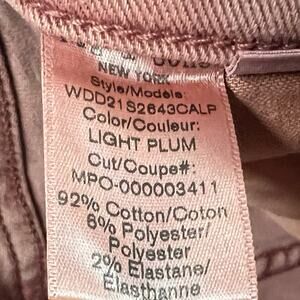 NEW YORK
Style/Modele:
WDD21S2643CALP
Color/Couleur:
LIGHT PLUM
Cut/Coupe#:
MPO-000003411
92% Cotton/Coton
6% Polyester/
Polyester
2% Elastane/
Elasthanne